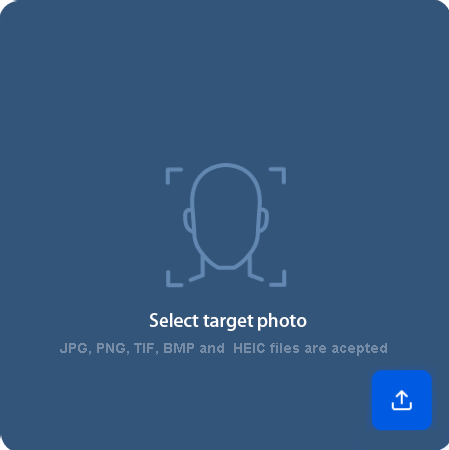 Select target photo
JPG, PNG, TIF, BMP and HEIC files are acepted